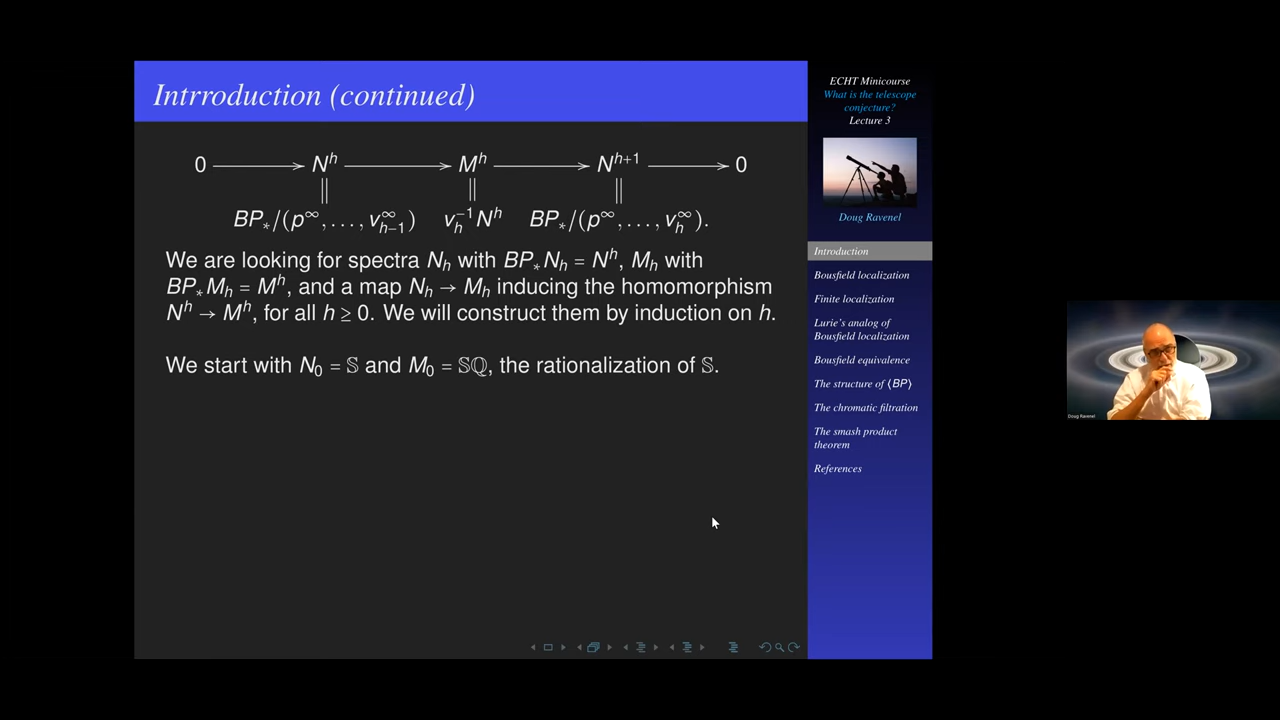 Intrroduction (continued)
0 → N^h → M^h → N^{h+1} → 0
|| || ||
BP_*/(p^∞, ..., v_{h-1}^∞) v_h^{-1}N^h BP_*/(p^∞, ..., v_h^∞).
We are looking for spectra N_h with BP_*N_h = N^h, M_h with
BP_*M_h = M^h, and a map N_h → M_h inducing the homomorphism
N^h → M^h, for all h ≥ 0. We will construct them by induction on h.
We start with N_0 = 𝕊 and M_0 = 𝕊ℚ, the rationalization of 𝕊.
ECHT Minicourse
What is the telescope
conjecture?
Lecture 3
Doug Ravenel
Introduction
Bousfield localization
Finite localization
Lurie's analog of
Bousfield localization
Bousfield equivalence
The structure of ⟨BP⟩
The chromatic filtration
The smash product
theorem
References
Doug Ravenel